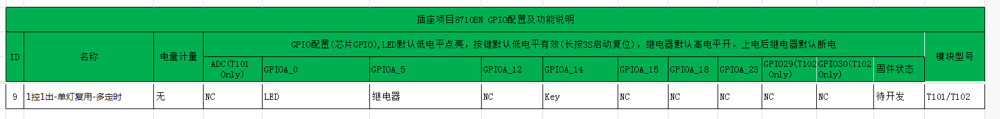 插座项目8710BN GPIO配置及功能说明
ID
名称
电量计量
GPIO配置(芯片GPIO),LED默认低电平点亮，按键默认低电平有效(长按3S启动复位)，继电器默认高电平开。上电后继电器默认断电
模块型号
ADC(T101
Only)
GPIOA_0
GPIOA_5
GPIOA_12
GPIOA_14
GPIOA_15
GPIOA_18
GPIOA_23
GPIO29(T102
Only)
GPIO30(T102
Only)
固件状态
9
1控1出-单灯复用-多定时
无
NC
LED
继电器
NC
Key
NC
NC
NC
NC
NC
待开发
T101/T102